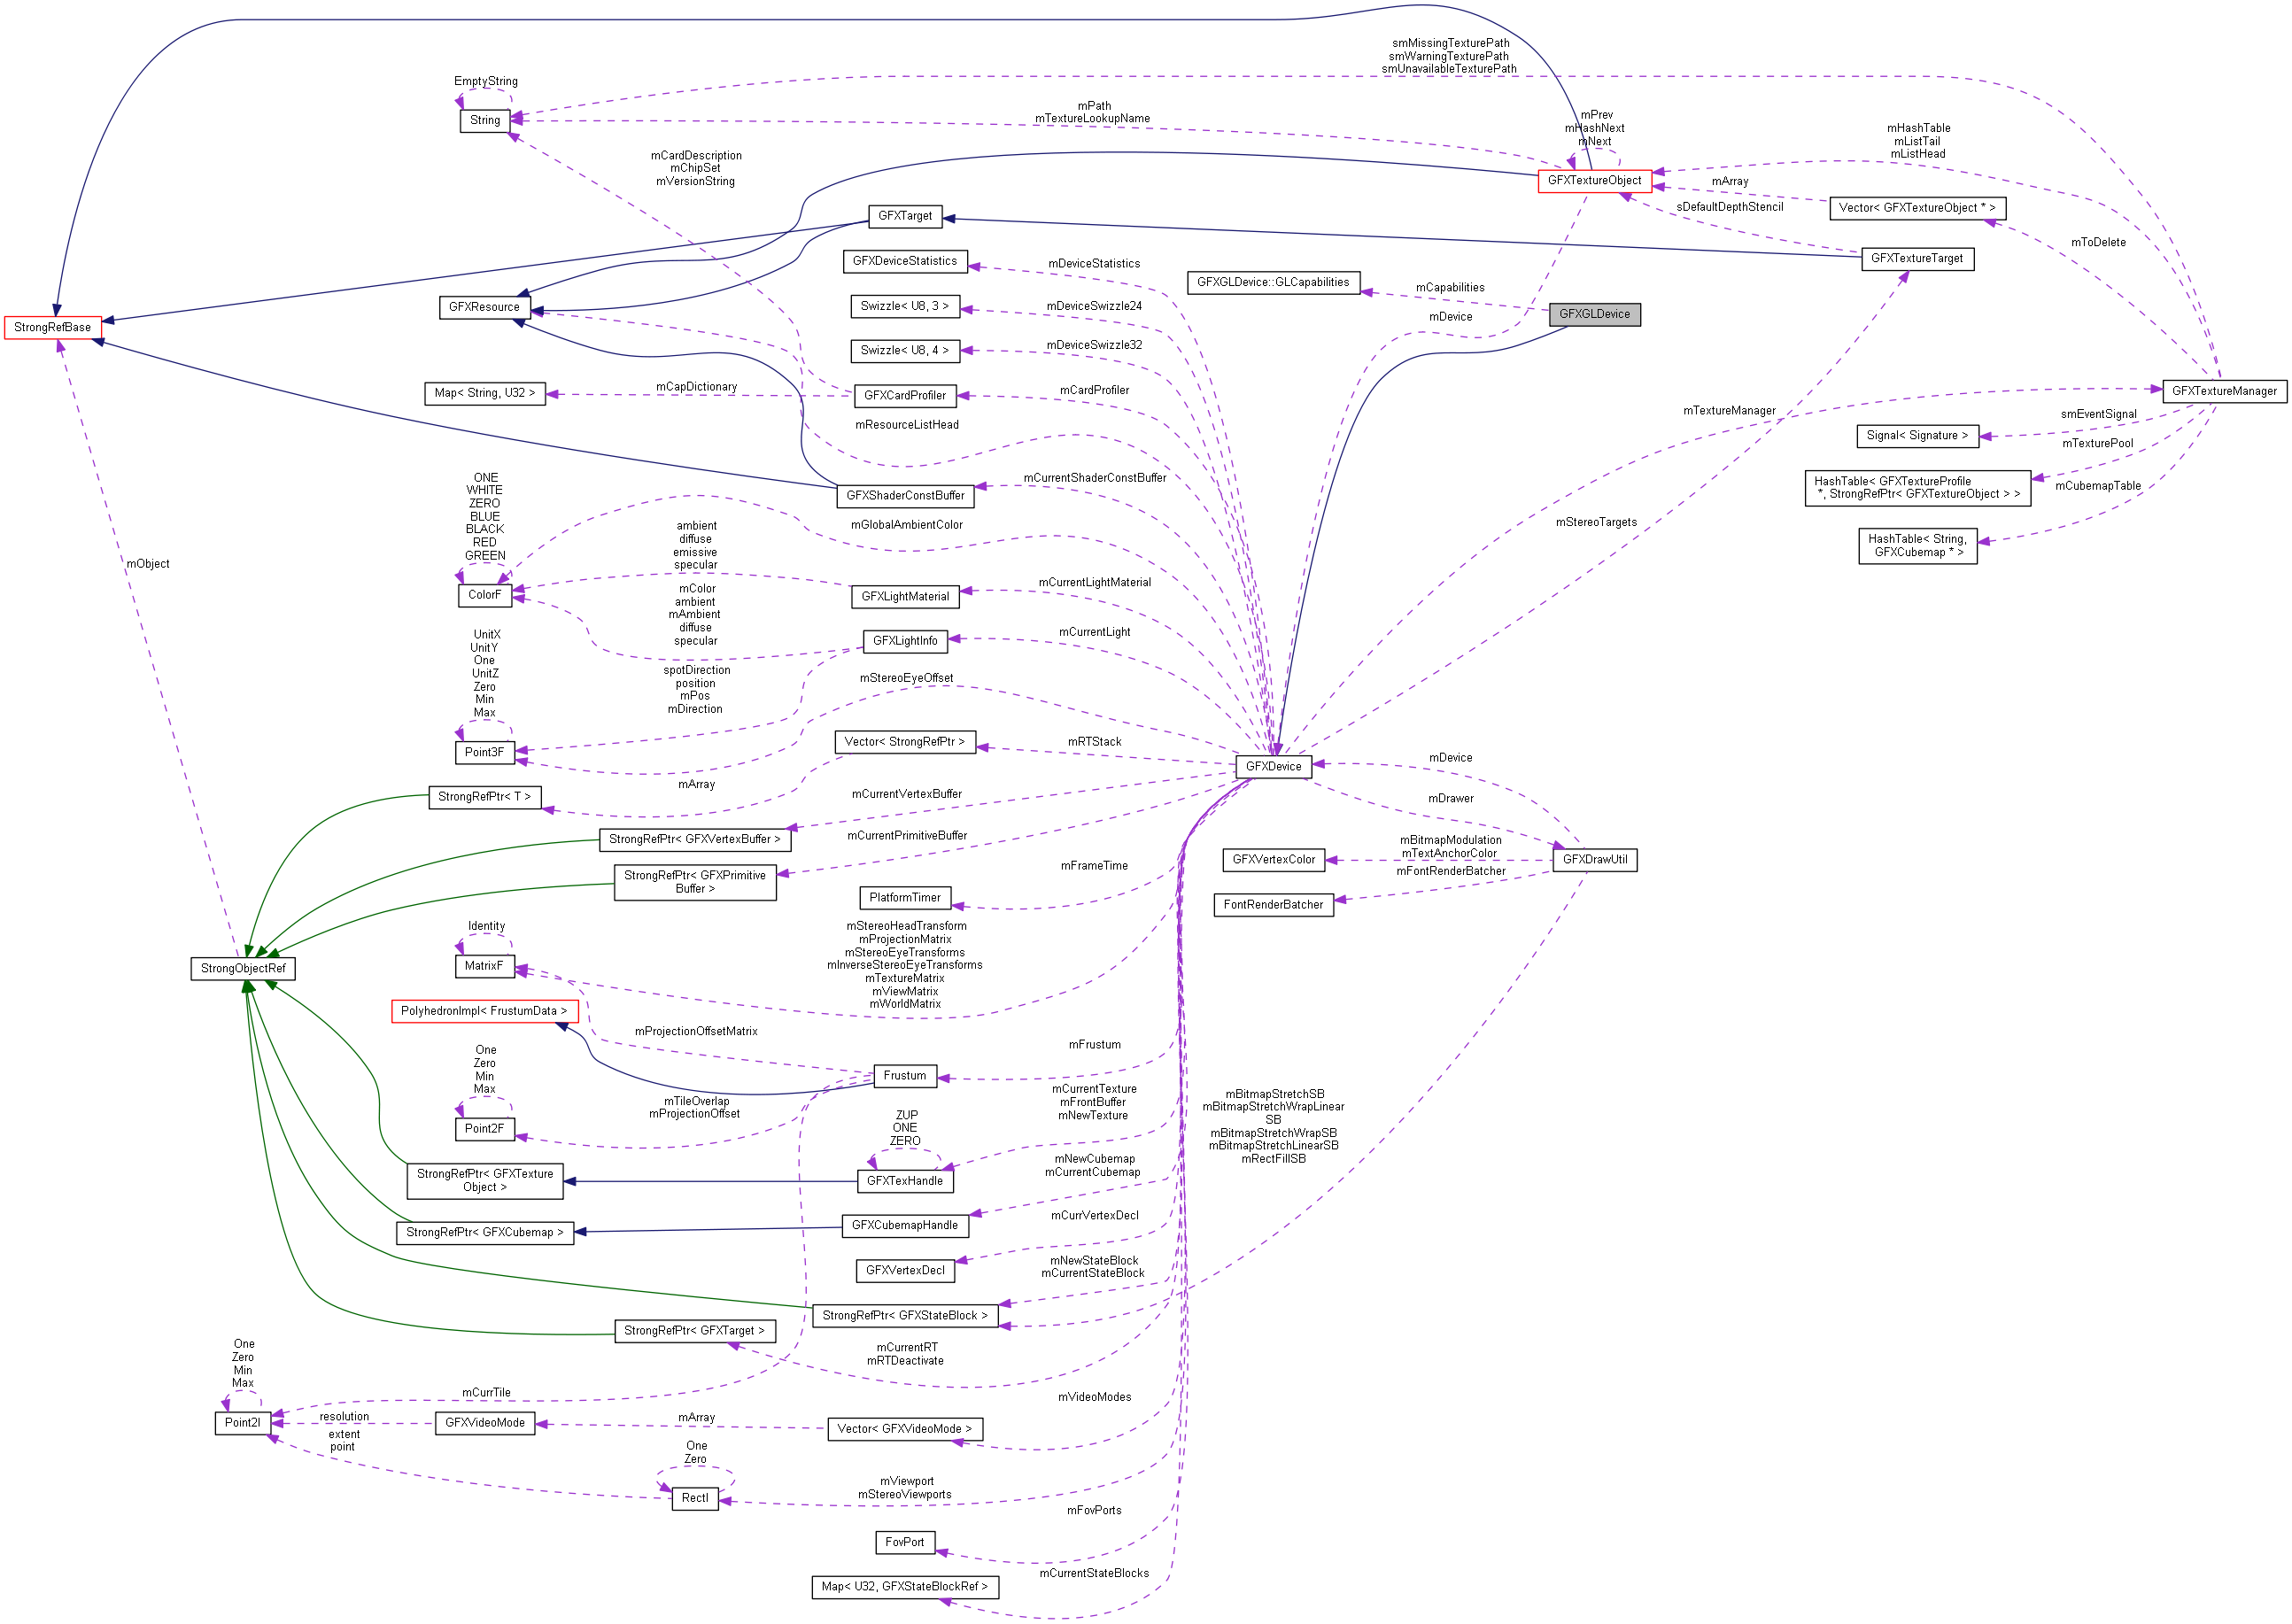 smMissingTexturePath
smWarningTexturePath
smUnavailableTexturePath
EmptyString
String
mPath
mTextureLookupName
mPrev
mHashNext
mNext
mHashTable
mListTail
mListHead
mCardDescription
mChipSet
mVersionString
GFXTextureObject
mArray
Vector< GFXTextureObject * >
sDefaultDepthStencil
GFXTarget
mToDelete
GFXDeviceStatistics
mDeviceStatistics
GFXTextureTarget
GFXGLDevice::GLCapabilities
mCapabilities
GFXResource
Swizzle< U8, 3 >
mDeviceSwizzle24
mDevice
GFXGLDevice
StrongRefBase
Swizzle< U8, 4 >
mDeviceSwizzle32
Map< String, U32 >
mCapDictionary
GFXCardProfiler
mCardProfiler
GFXTextureManager
mResourceListHead
mTextureManager
smEventSignal
Signal< Signature >
mTexturePool
ONE
WHITE
ZERO
BLUE
BLACK
RED
GREEN
GFXShaderConstBuffer
mCurrentShaderConstBuffer
HashTable< GFXTextureProfile
*, StrongRefPtr< GFXTextureObject > >
mCubemapTable
ambient
diffuse
emissive
specular
mGlobalAmbientColor
mStereoTargets
HashTable< String,
GFXCubemap * >
mObject
ColorF
GFXLightMaterial
mCurrentLightMaterial
mColor
ambient
mAmbient
diffuse
specular
GFXLightInfo
mCurrentLight
UnitX
UnitY
One
UnitZ
Zero
Min
Max
spotDirection
position
mPos
mDirection
mStereoEyeOffset
Point3F
Vector< StrongRefPtr >
mRTStack
GFXDevice
mDevice
mArray
StrongRefPtr< T >
mCurrentVertexBuffer
mDrawer
StrongRefPtr< GFXVertexBuffer >
mCurrentPrimitiveBuffer
mBitmapModulation
mTextAnchorColor
GFXVertexColor
GFXDrawUtil
StrongRefPtr< GFXPrimitive
Buffer >
mFrameTime
mFontRenderBatcher
PlatformTimer
FontRenderBatcher
Identity
mStereoHeadTransform
mProjectionMatrix
mStereoEyeTransforms
mInverseStereoEyeTransforms
mTextureMatrix
mViewMatrix
mWorldMatrix
StrongObjectRef
MatrixF
PolyhedronImpl< FrustumData >
mProjectionOffsetMatrix
mFrustum
One
Zero
Min
Max
Frustum
mTileOverlap
mProjectionOffset
mCurrentTexture
mFrontBuffer
mNewTexture
mBitmapStretchSB
mBitmapStretchWrapLinear
SB
mBitmapStretchWrapSB
mBitmapStretchLinearSB
mRectFillSB
Point2F
ZUP
ONE
ZERO
mNewCubemap
mCurrentCubemap
StrongRefPtr< GFXTexture
Object >
GFXTexHandle
StrongRefPtr< GFXCubemap >
GFXCubemapHandle
mCurrVertexDecl
GFXVertexDecl
mNewStateBlock
mCurrentStateBlock
StrongRefPtr< GFXStateBlock >
StrongRefPtr< GFXTarget >
mCurrentRT
mRTDeactivate
One
Zero
Min
Max
mCurrTile
mVideoModes
Point2I
resolution
GFXVideoMode
mArray
Vector< GFXVideoMode >
extent
point
One
Zero
mViewport
mStereoViewports
RectI
mFovPorts
FovPort
mCurrentStateBlocks
Map< U32, GFXStateBlockRef >